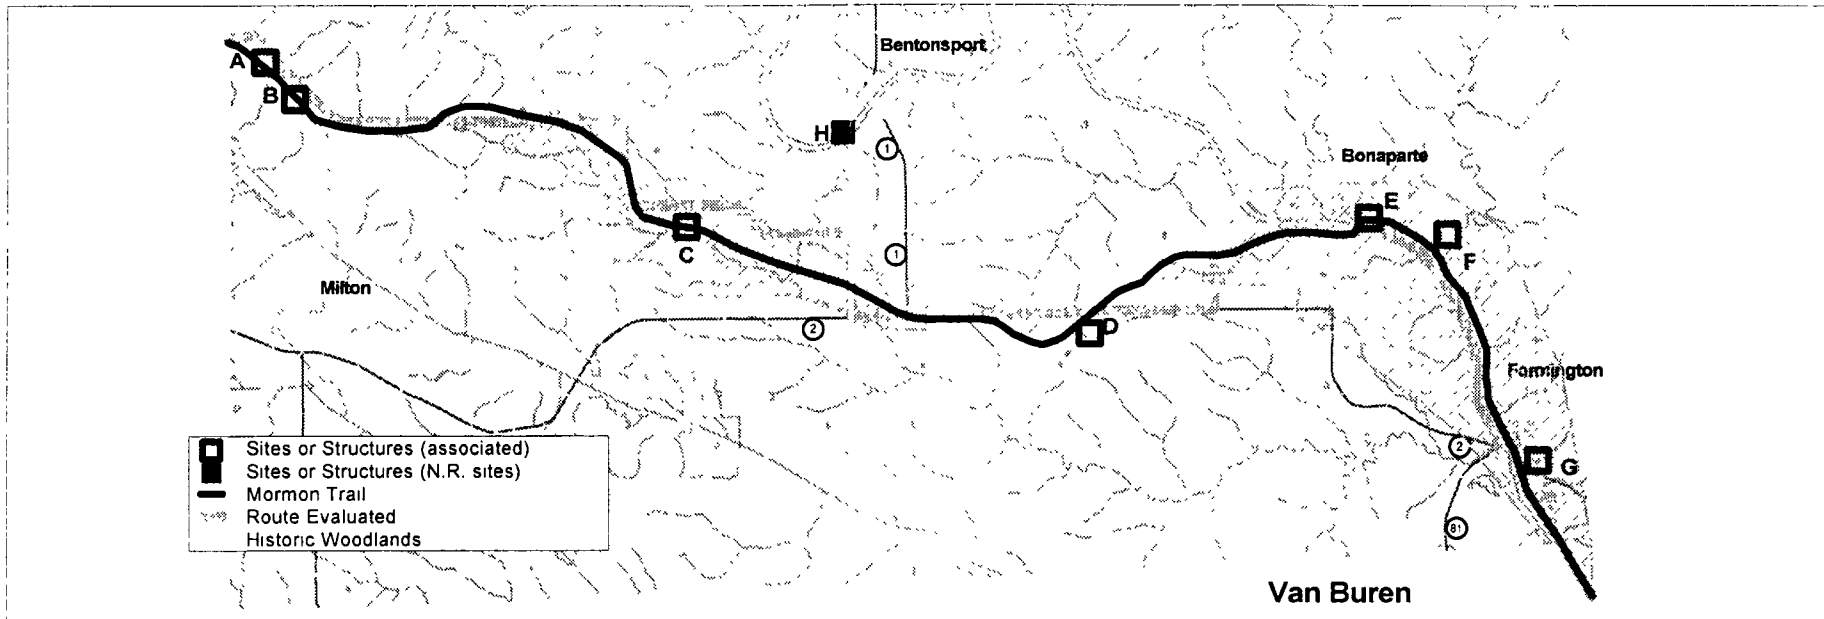 Bentonsport
A
B
H
1
Bonaparte
E
F
C
1
Milton
2
D
Farmington
Sites or Structures (associated)
Sites or Structures (N.R. sites)
Mormon Trail
Route Evaluated
Historic Woodlands
2
G
81
Van Buren